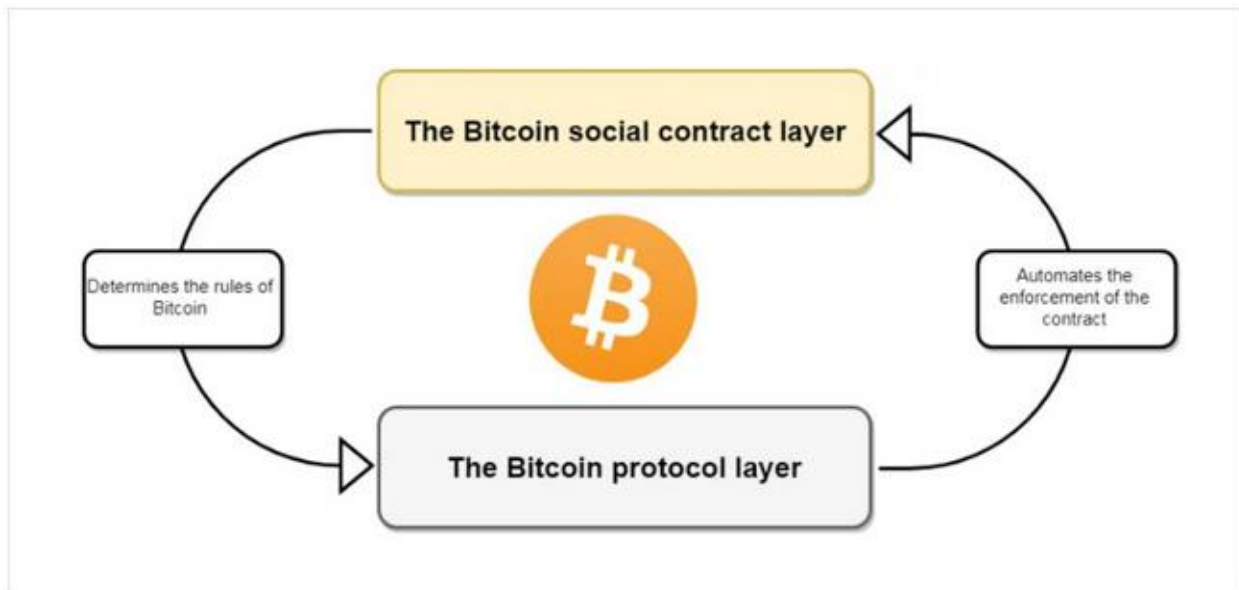 The Bitcoin social contract layer
Determines the rules of
Bitcoin
Automates the
enforcement of the
contract
The Bitcoin protocol layer